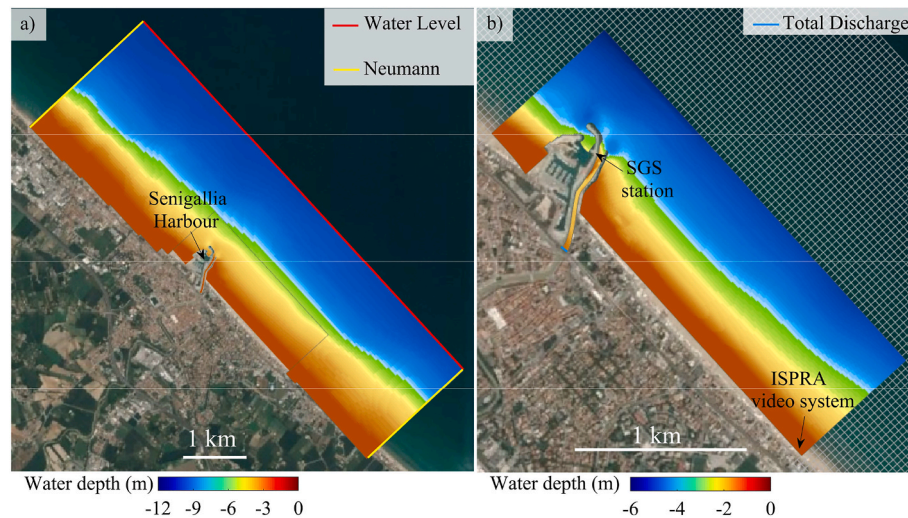 a)
Water Level
Neumann
Senigallia
Harbour
1 km
Water depth (m)
-12 -9 -6 -3 0
b)
Total Discharge
SGS
station
ISPRA
video system
1 km
Water depth (m)
-6 -4 -2 0